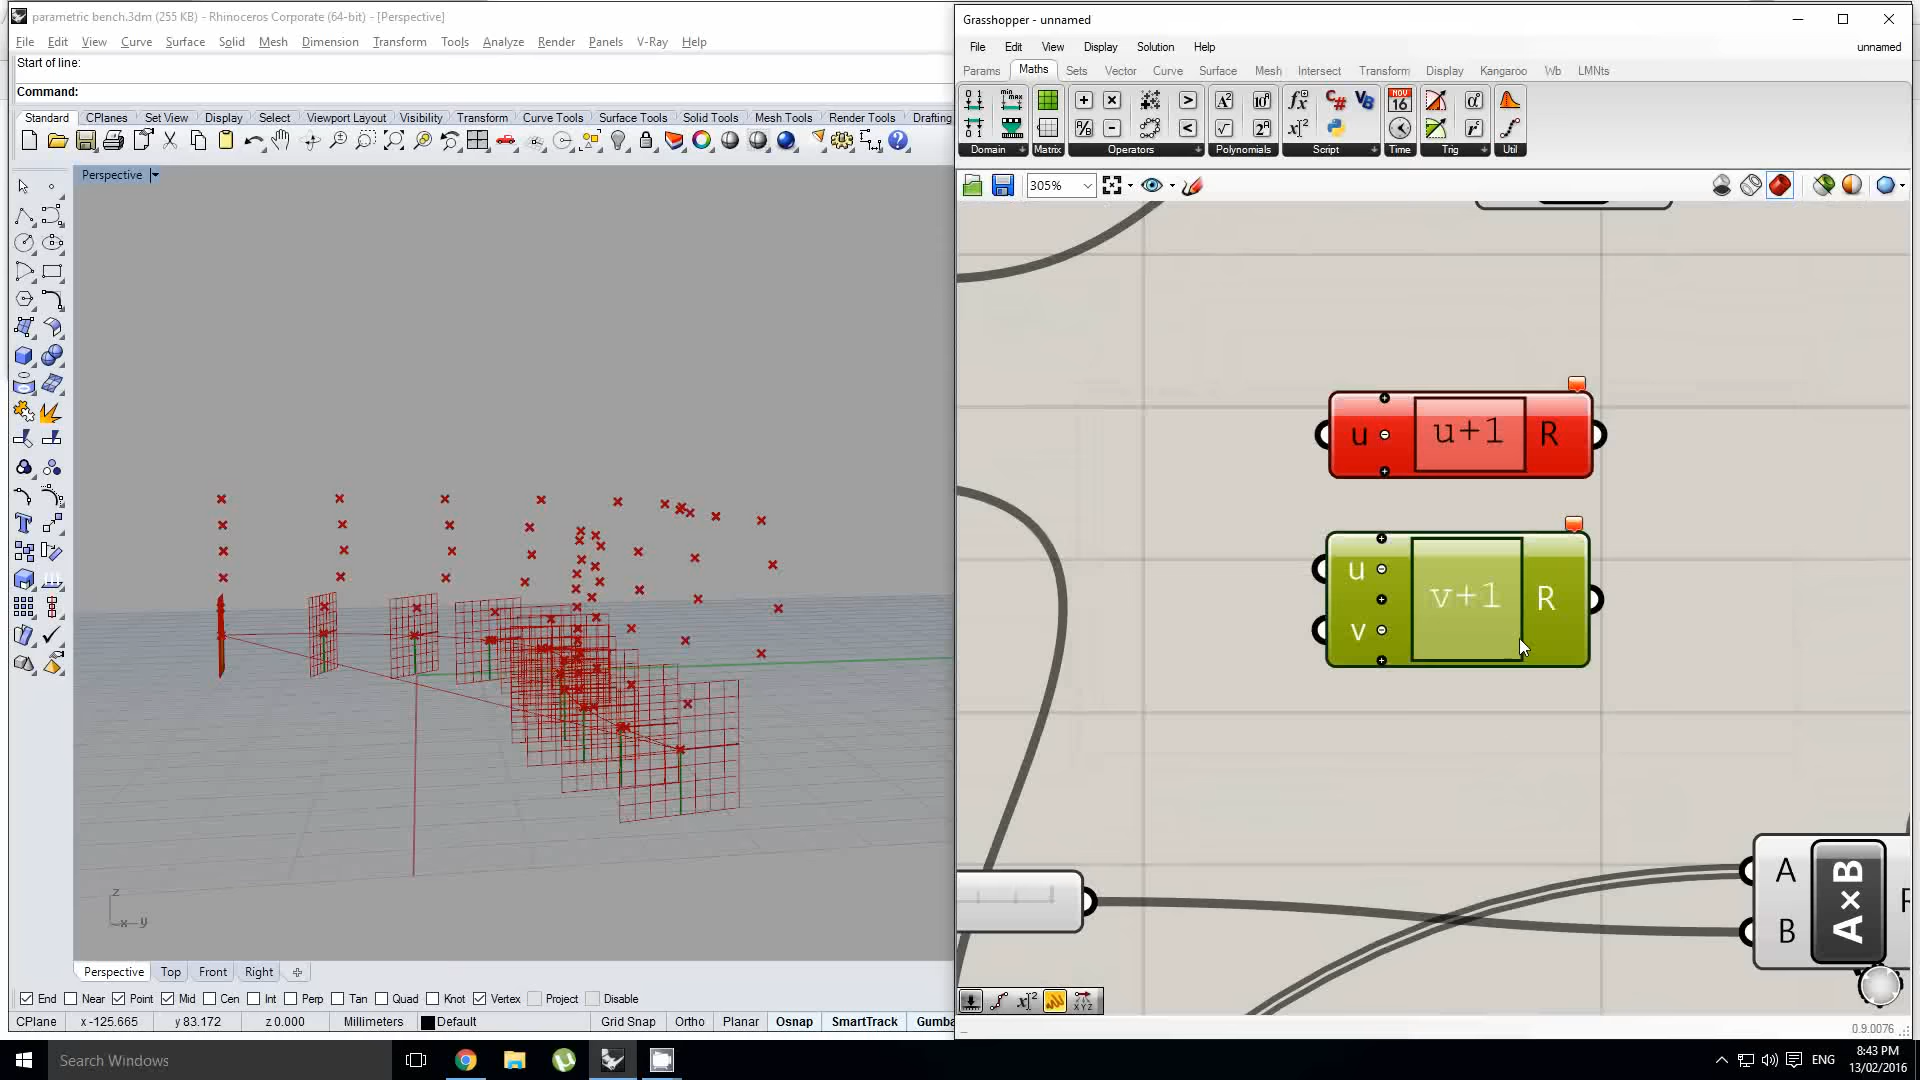 parametric bench.3dm (255 KB) - Rhinoceros Corporate (64-bit) - [Perspective]
File Edit View Curve Surface Solid Mesh Dimension Transform Tools Analyze Render Panels V-Ray Help
Start of line:
Command:
Standard CPlanes Set View Display Select Viewport Layout Visibility Transform Curve Tools Surface Tools Solid Tools Mesh Tools Render Tools Drafting
Perspective
z
x y
Perspective Top Front Right
End Near Point Mid Cen Int Perp Tan Quad Knot Vertex Project Disable
CPlane x -125.665 y 83.172 z 0.000 Millimeters Default Grid Snap Ortho Planar Osnap SmartTrack Gumba
Grasshopper - unnamed
File Edit View Display Solution Help unnamed
Params Maths Sets Vector Curve Surface Mesh Intersect Transform Display Kangaroo Wb LMNts
Domain Matrix Operators Polynomials Script Time Trig Util
305%
u u+1 R
u v v+1 R
A B A×B
0.9.0076
Search Windows
ENG
8:43 PM
13/02/2016